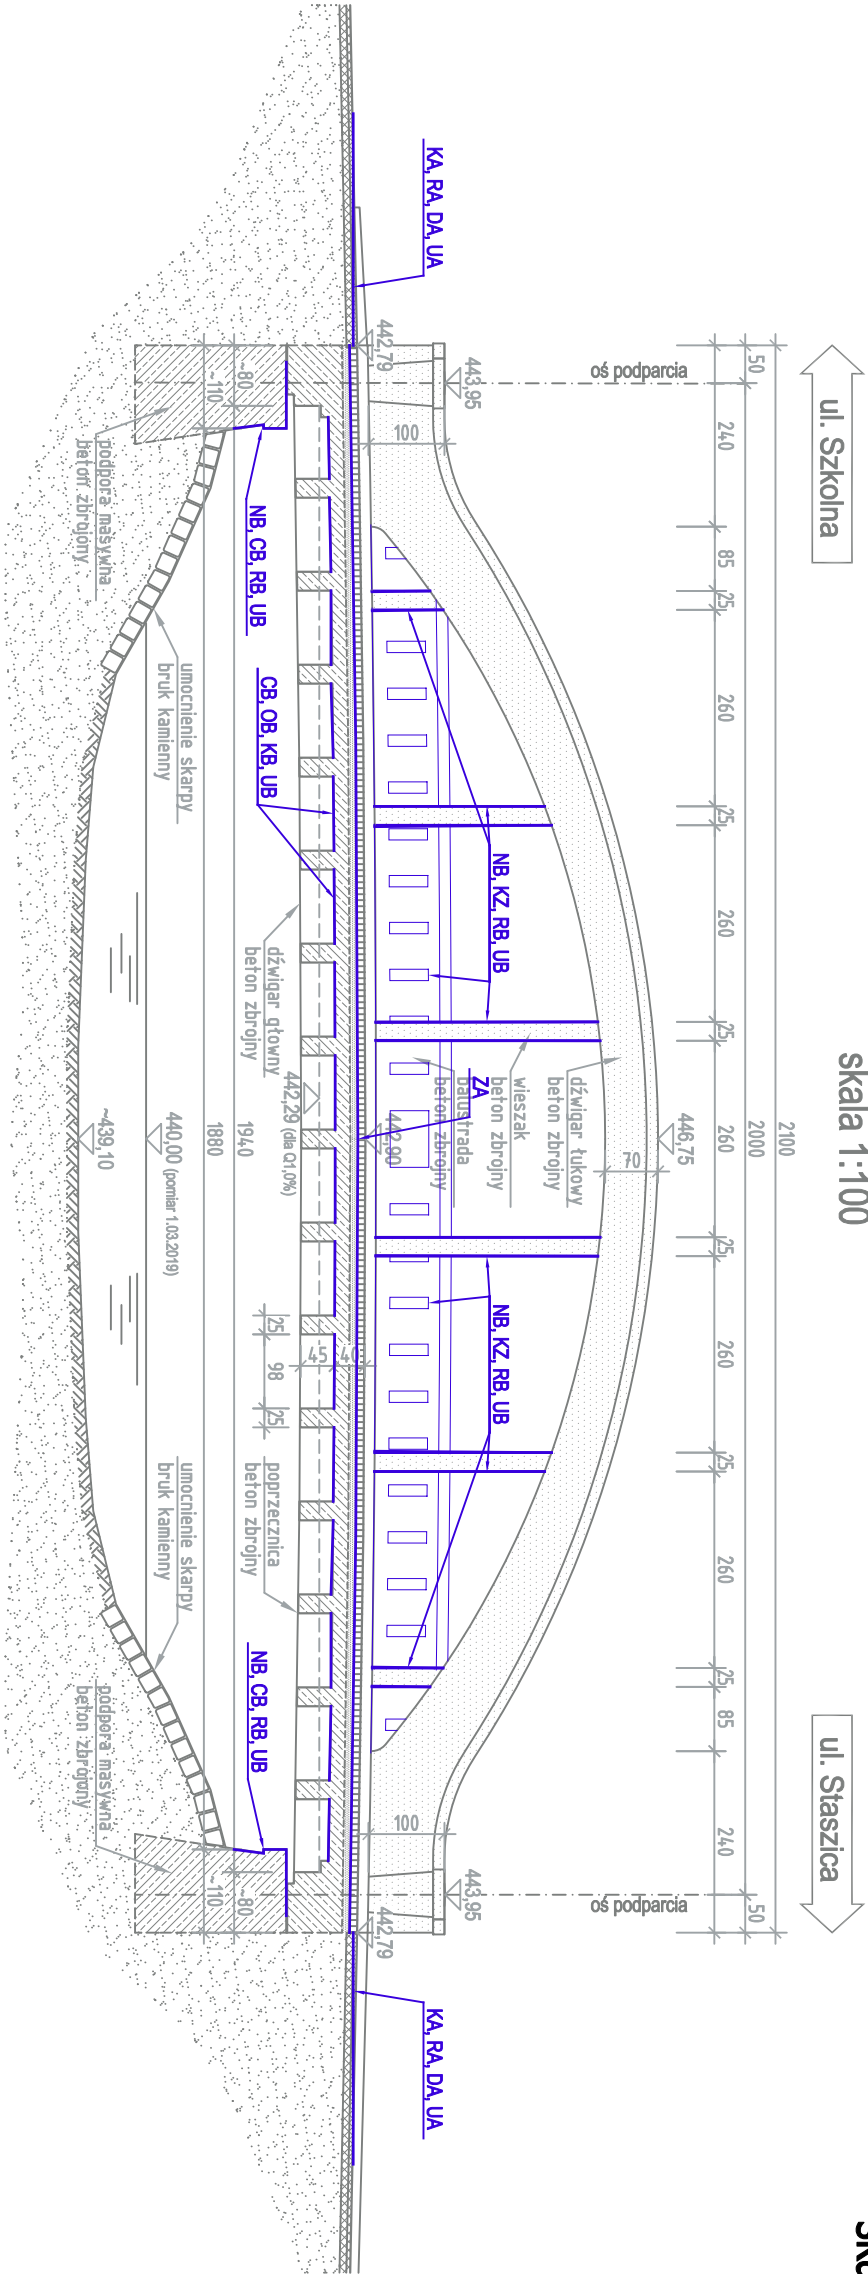 skala 1:100
ul. Szkolna
ul. Staszica
2100
2000
50
240
85
25
260
25
260
25
260
25
260
25
260
25
85
240
50
oś podparcia
oś podparcia
446,75
70
443,95
443,95
100
100
442,79
442,79
KA, RA, DA, UA
KA, RA, DA, UA
NB, KZ, RB, UB
NB, KZ, RB, UB
dźwigar łukowy
beton zbrojny
wieszak
beton zbrojny
balustrada
beton zbrojny
ZA
442,90
45
40
25
98
25
442,29 (dla Q1,0%)
CB, OB, KB, UB
dźwigar główny
beton zbrojny
poprzecznica
beton zbrojny
NB, CB, RB, UB
NB, CB, RB, UB
~80
~110
~80
~110
1940
1880
umocnienie skarpy
bruk kamienny
umocnienie skarpy
bruk kamienny
440,00 (pomiar 1.03.2019)
podpora masywna
beton zbrojony
podpora masywna
beton zbrojony
~439,10